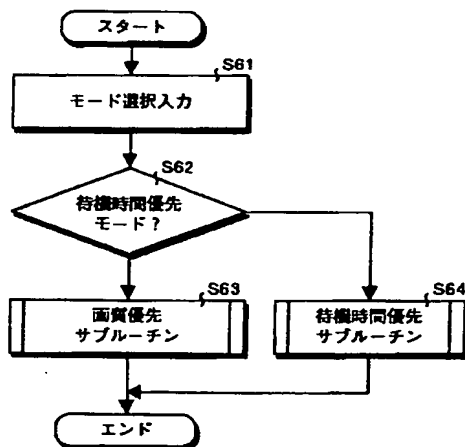 スタート
S61
モード選択入力
S62
待機時間優先
モード？
S63
画質優先
サブルーチン
S64
待機時間優先
サブルーチン
エンド